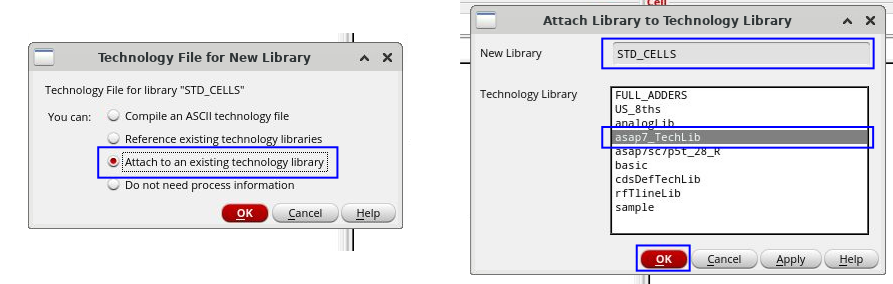 Technology File for New Library
Technology File for library "STD_CELLS"
You can:
Compile an ASCII technology file
Reference existing technology libraries
Attach to an existing technology library
Do not need process information
OK
Cancel
Help
Cell
Attach Library to Technology Library
New Library
STD_CELLS
Technology Library
FULL_ADDERS
US_8ths
analogLib
asap7_TechLib
asap7sc7p5t_28_R
basic
cdsDefTechLib
rfTlineLib
sample
OK
Cancel
Apply
Help